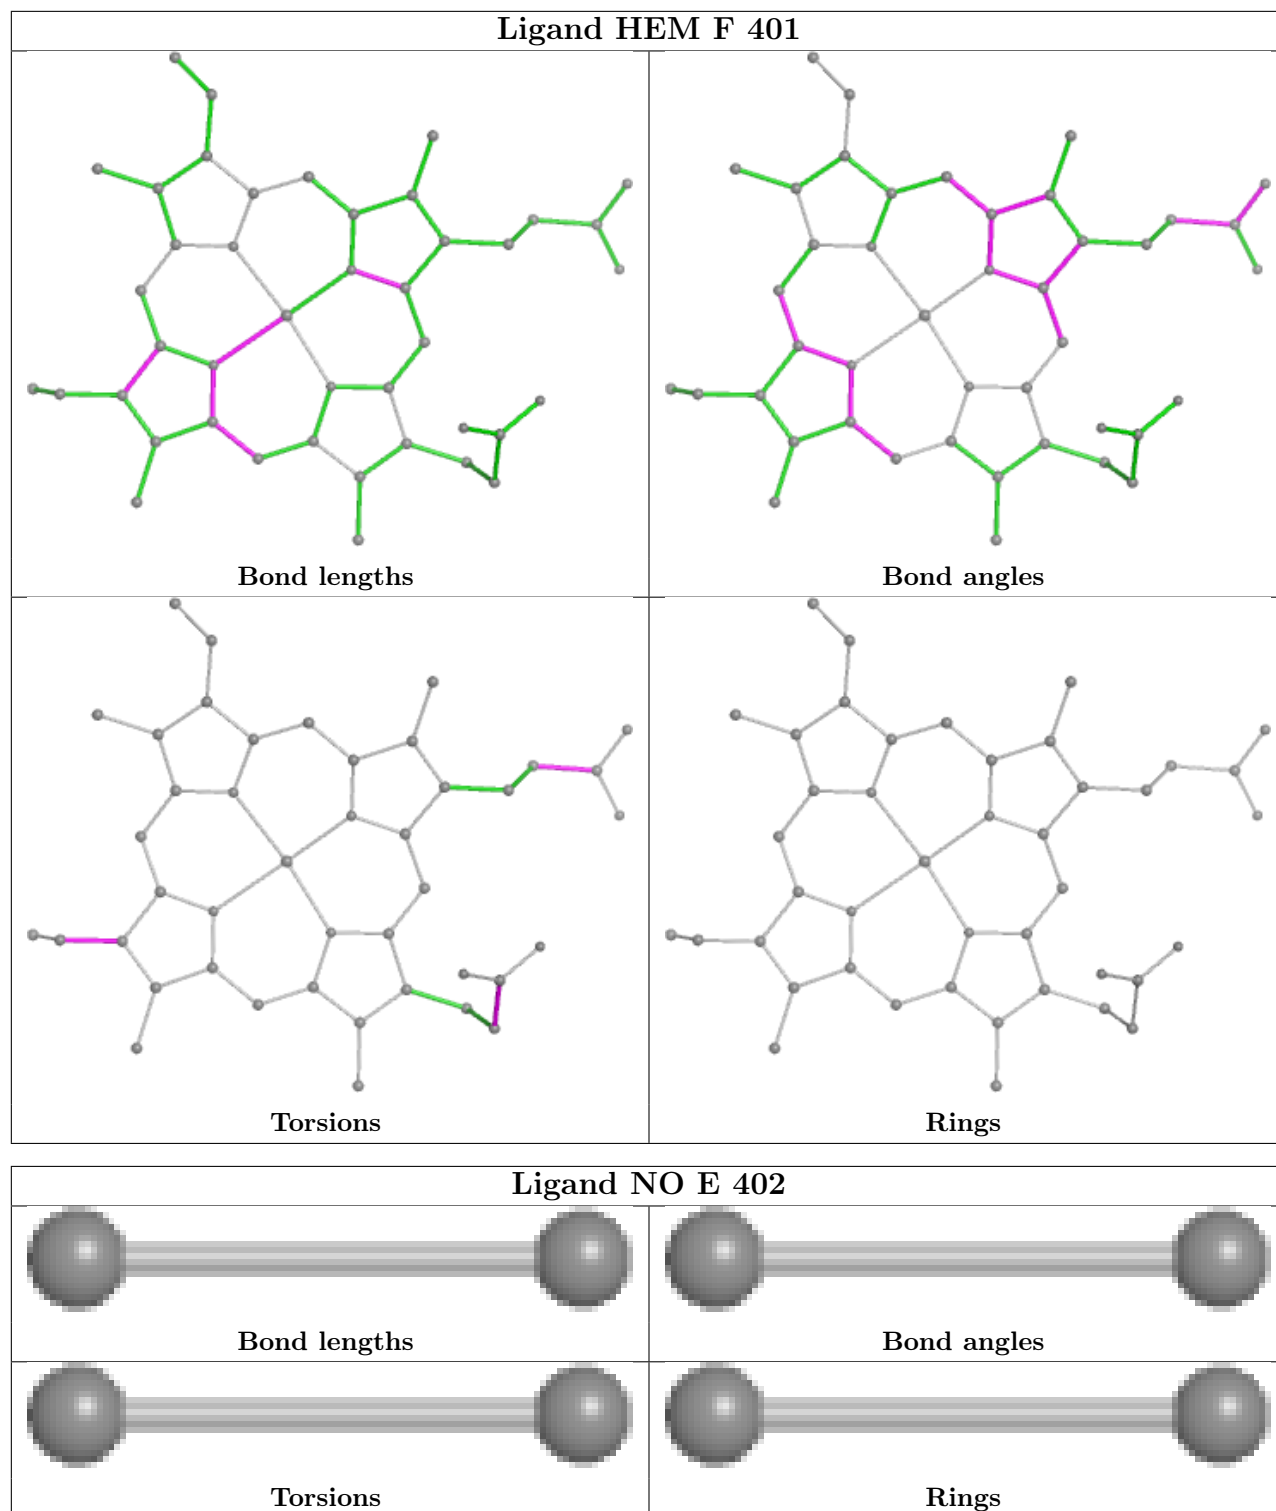 Ligand HEM F 401
Bond lengths
Bond angles
Torsions
Rings
Ligand NO E 402
Bond lengths
Bond angles
Torsions
Rings